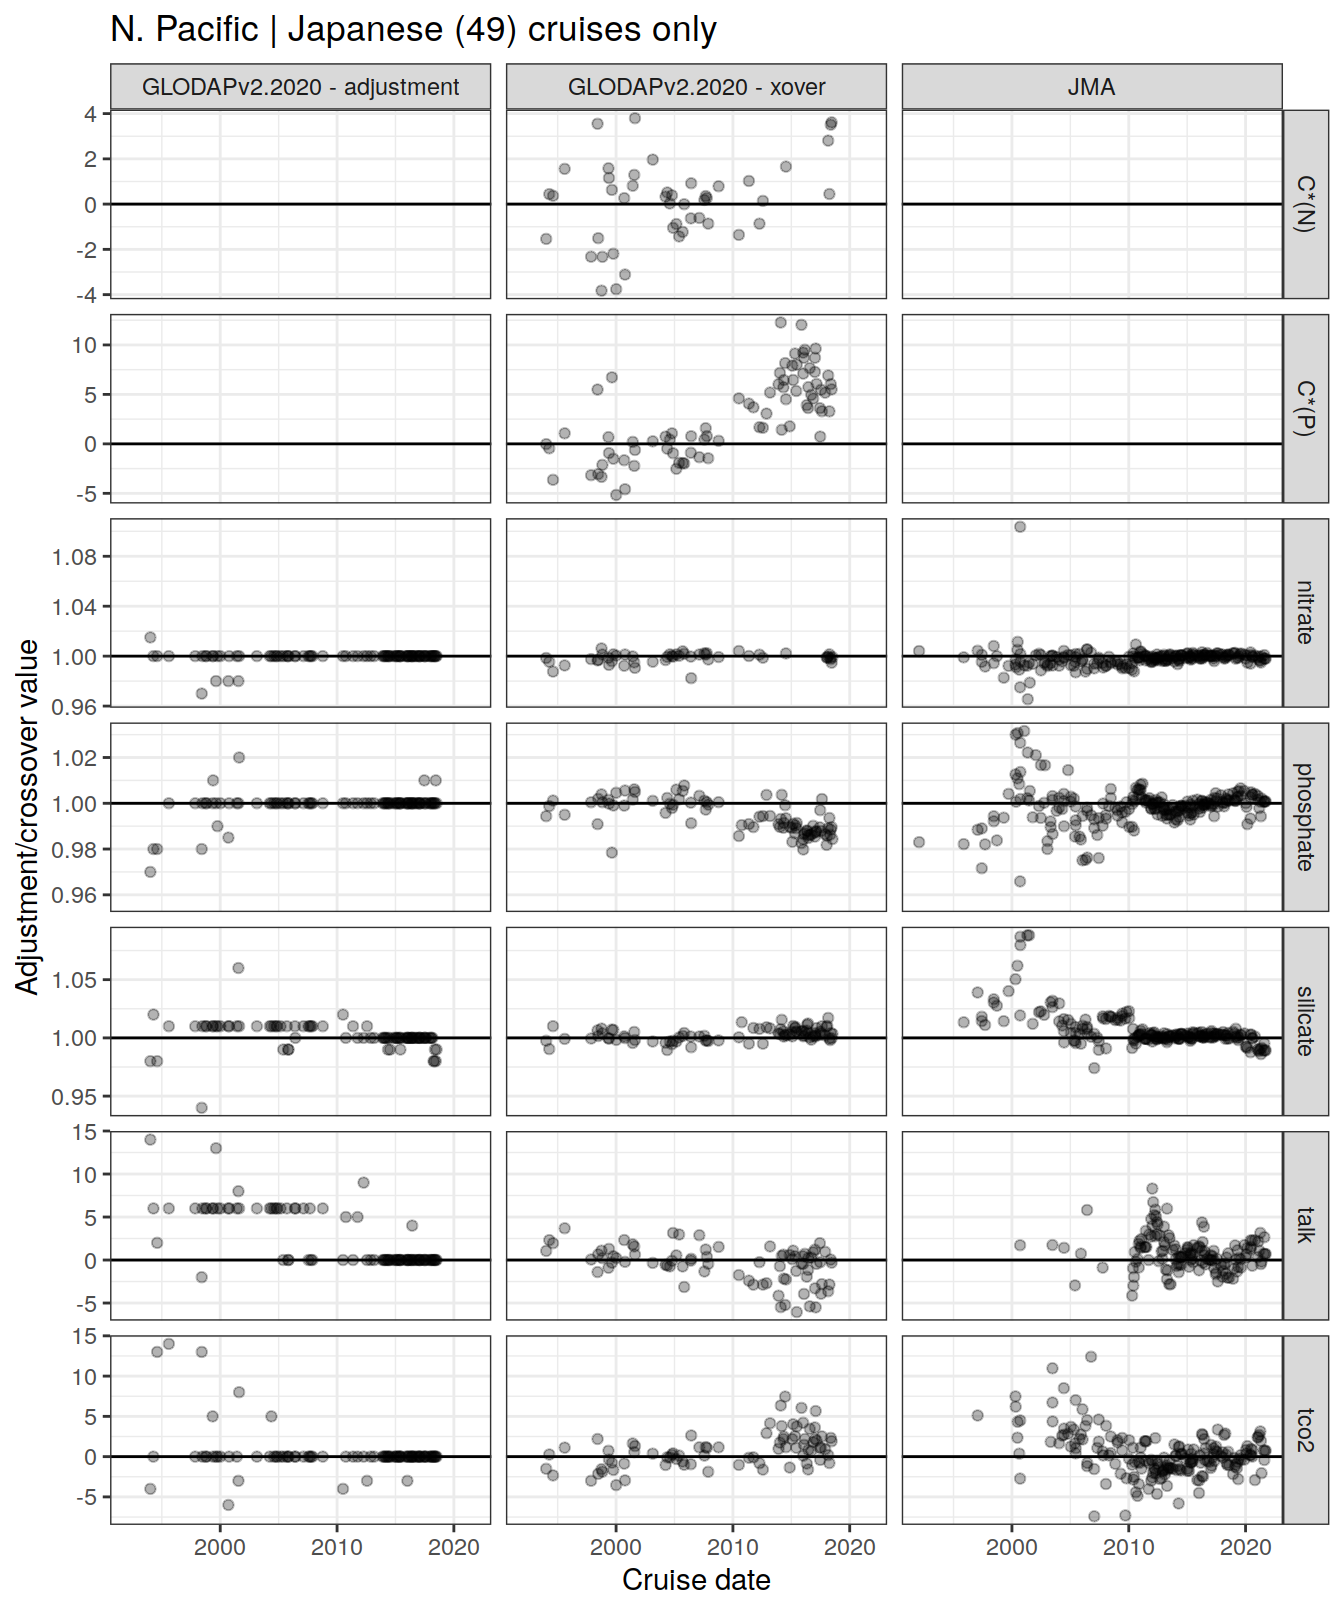 N. Pacific | Japanese (49) cruises only
GLODAPv2.2020 - adjustment
GLODAPv2.2020 - xover
JMA
4
2
0
-2
-4
C*(N)
10
5
0
-5
C*(P)
1.08
1.04
1.00
0.96
nitrate
1.02
1.00
0.98
0.96
phosphate
1.05
1.00
0.95
silicate
15
10
5
0
-5
talk
15
10
5
0
-5
tco2
Adjustment/crossover value
2000 2010 2020
2000 2010 2020
2000 2010 2020
Cruise date